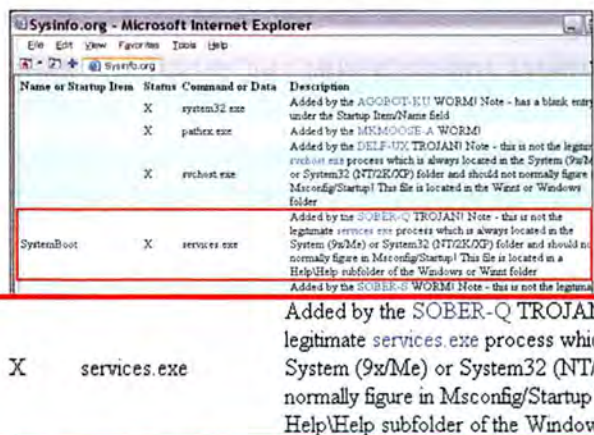 Sysinfo.org - Microsoft Internet Explorer
File Edit View Favorites Tools Help
Sysinfo.org
Name or Startup Item Status Command or Data Description
X system32.exe Added by the AGOBOT-KU WORM! Note - has a blank entry
under the Startup Item/Name field
X pathex.exe Added by the MKMOOSE-A WORM!
Added by the DELF-UX TROJAN! Note - this is not the legitim
X svchost.exe svchost.exe process which is always located in the System (9x/M
or System32 (NT/2K/XP) folder and should not normally figure
Msconfig/Startup! This file is located in the Winnt or Windows
folder
Added by the SOBER-Q TROJAN! Note - this is not the
legitimate services.exe process which is always located in the
SystemBoot X services.exe System (9x/Me) or System32 (NT/2K/XP) folder and should no
normally figure in Msconfig/Startup! This file is located in a
Help\Help subfolder of the Windows or Winnt folder
Added by the SOBER-S WORM! Note - this is not the legitima
Added by the SOBER-Q TROJAN
legitimate services.exe process whic
X services.exe System (9x/Me) or System32 (NT/
normally figure in Msconfig/Startup
Help\Help subfolder of the Window